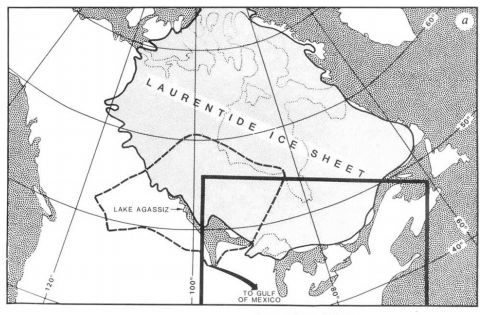 a
60°
LAURENTIDE ICE SHEET
50°
LAKE AGASSIZ
60°
40°
120°
100°
80°
TO GULF
OF MEXICO